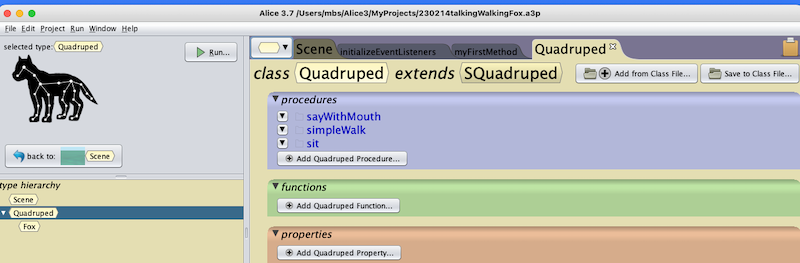 Alice 3.7 /Users/mbs/Alice3/MyProjects/230214talkingWalkingFox.a3p
File Edit Project Run Window Help
selected type: Quadruped
Run...
back to: Scene
type hierarchy
Scene
Quadruped
Fox
Scene initializeEventListeners myFirstMethod Quadruped
class Quadruped extends SQuadruped
Add from Class File... Save to Class File...
procedures
sayWithMouth
simpleWalk
sit
Add Quadruped Procedure...
functions
Add Quadruped Function...
properties
Add Quadruped Property...